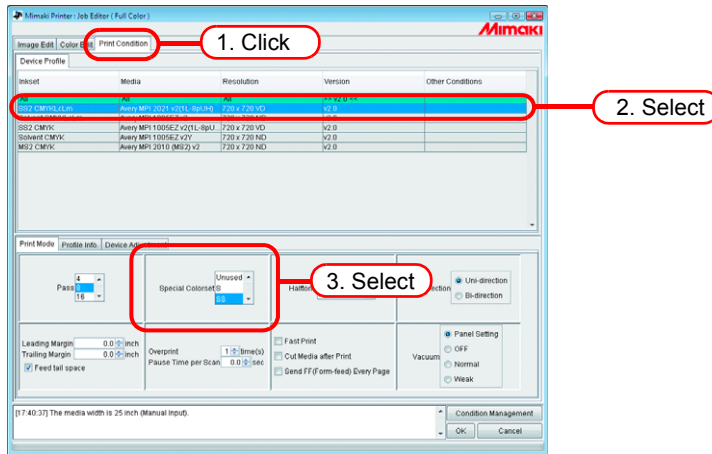 Mimaki Printer : Job Editor ( Full Color )
Mimaki
Image Edit Color E it Print Condition
1. Click
Device Profile
Inkset Media Resolution Version Other Conditions
All All All >> v2.0 <<
SS2 CMYKLcLm Avery MPI 2021 v2(1L-8pUH) 720 x 720 VD v2.0
2. Select
SS2 CMYK Avery MPI 1005EZ v2(1L-8pU... 720 x 720 VD v2.0
Solvent CMYK Avery MPI 1005EZ v2Y 720 x 720 ND v2.0
MS2 CMYK Avery MPI 2010 (MS2) v2 720 x 720 ND v2.0
Print Mode Profile Info. Device Adj
Pass 4 8 16
Special Colorset Unused S SS
3. Select
Uni-direction
Bi-direction
Leading Margin 0.0 inch
Trailing Margin 0.0 inch
Feed tail space
Overprint 1 time(s)
Pause Time per Scan 0.0 sec
Fast Print
Cut Media after Print
Send FF(Form-feed) Every Page
Vacuum
Panel Setting
OFF
Normal
Weak
[17:40:37] The media width is 25 inch (Manual Input).
Condition Management
OK Cancel